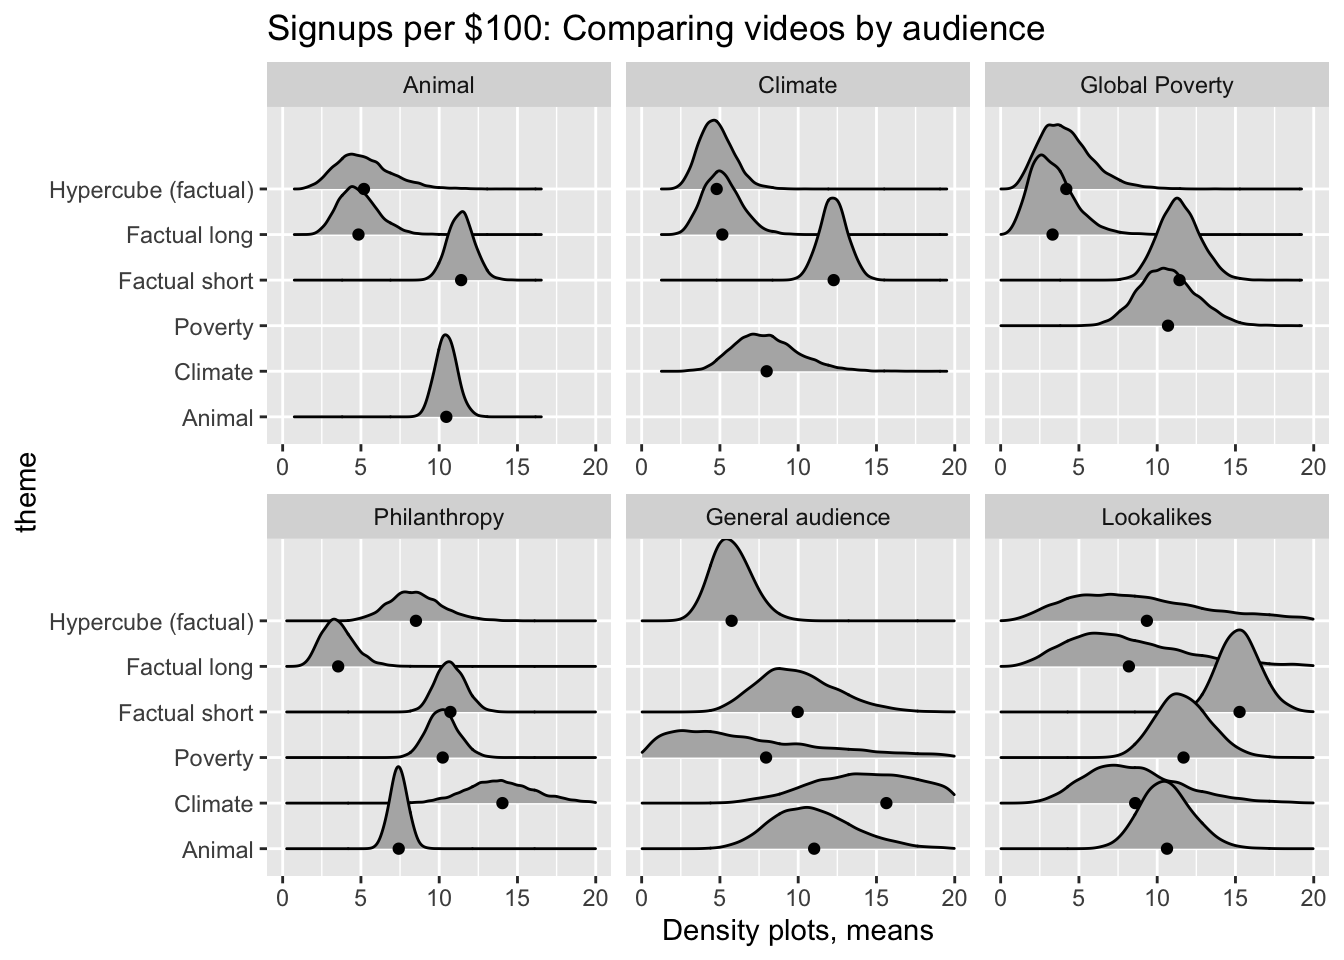 Signups per $100: Comparing videos by audience
Animal
Climate
Global Poverty
Hypercube (factual)
Factual long
Factual short
Poverty
Climate
Animal
0 5 10 15 20
0 5 10 15 20
0 5 10 15 20
theme
Philanthropy
General audience
Lookalikes
Hypercube (factual)
Factual long
Factual short
Poverty
Climate
Animal
0 5 10 15 20
0 5 10 15 20
0 5 10 15 20
Density plots, means